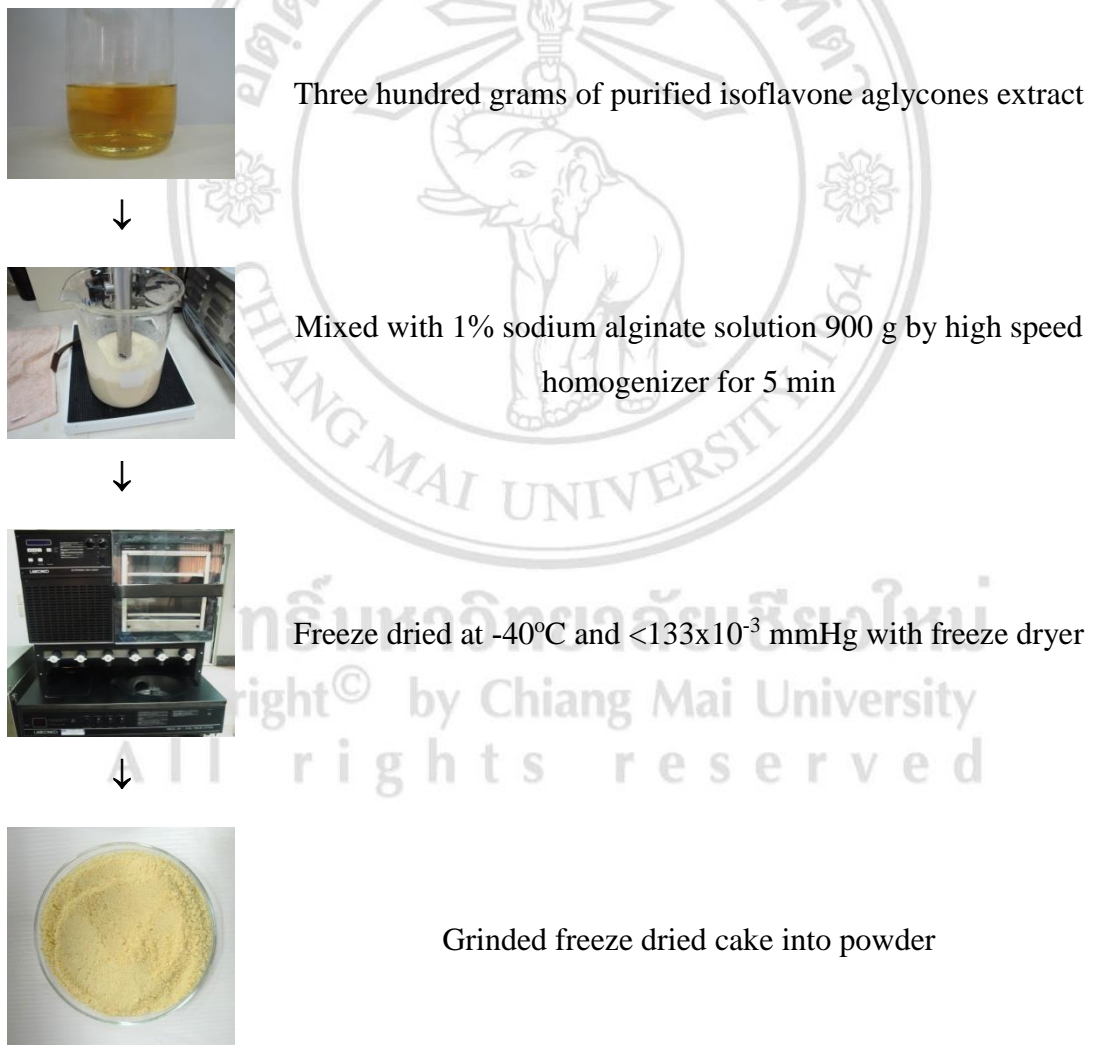 Three hundred grams of purified isoflavone aglycones extract
↓
Mixed with 1% sodium alginate solution 900 g by high speed
homogenizer for 5 min
↓
CHIANG MAI UNIVERSITY 1964
Freeze dried at -40ºC and <133x10⁻³ mmHg with freeze dryer
right© by Chiang Mai University
All rights reserved
↓
Grinded freeze dried cake into powder